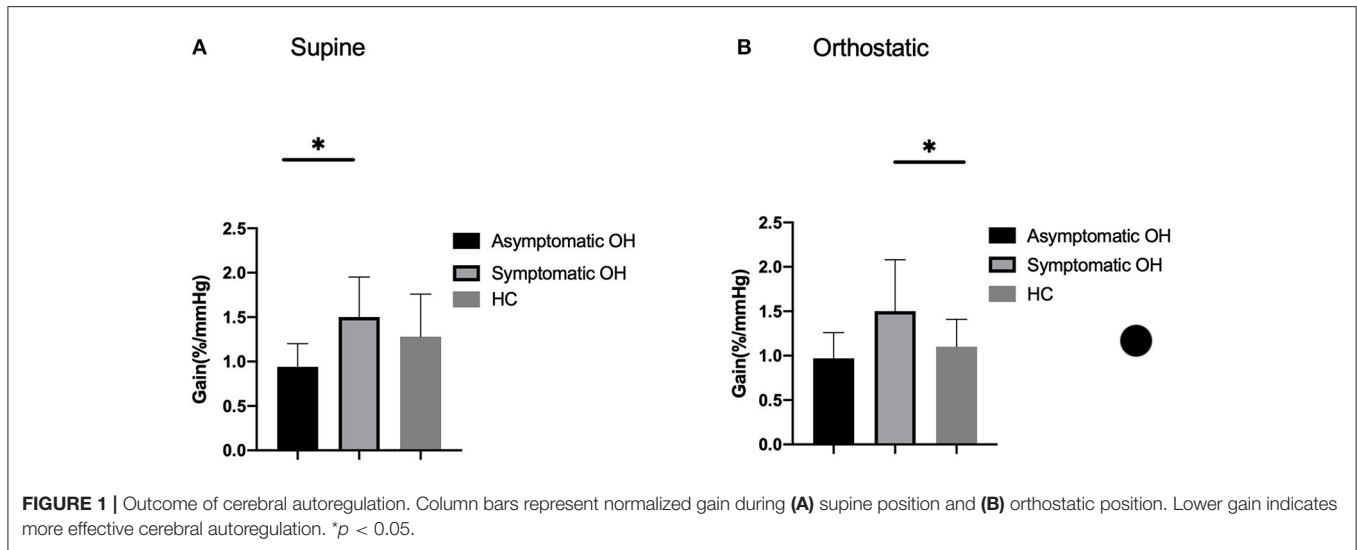 A Supine
*
Gain(%/mmHg)
2.5
2.0
1.5
1.0
0.5
0.0
Asymptomatic OH
Symptomatic OH
HC
B Orthostatic
*
Gain(%/mmHg)
2.5
2.0
1.5
1.0
0.5
0.0
Asymptomatic OH
Symptomatic OH
HC
FIGURE 1 | Outcome of cerebral autoregulation. Column bars represent normalized gain during (A) supine position and (B) orthostatic position. Lower gain indicates
more effective cerebral autoregulation. *p < 0.05.